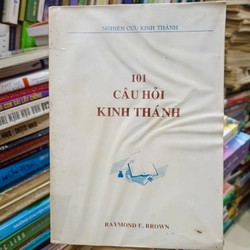 NGHIÊN CỨU KINH THÁNH
101
CÂU HỎI
KINH THÁNH
RAYMOND E. BROWN